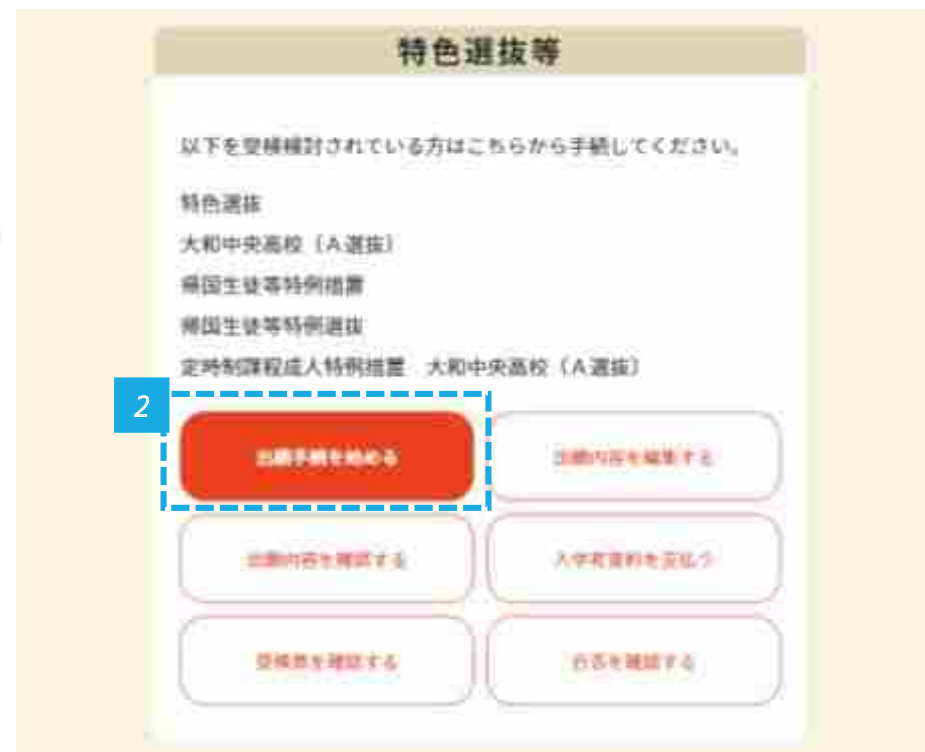 特色選抜等
以下を受検検討されている方はこちらから手続してください。
特色選抜
大和中央高校（A選抜）
帰国生徒等特例措置
帰国生徒等特例選抜
定時制課程成人特例措置　大和中央高校（A選抜）
2
出願手続を始める
出願内容を編集する
出願内容を確認する
入学考査料を支払う
受検票を確認する
合否を確認する